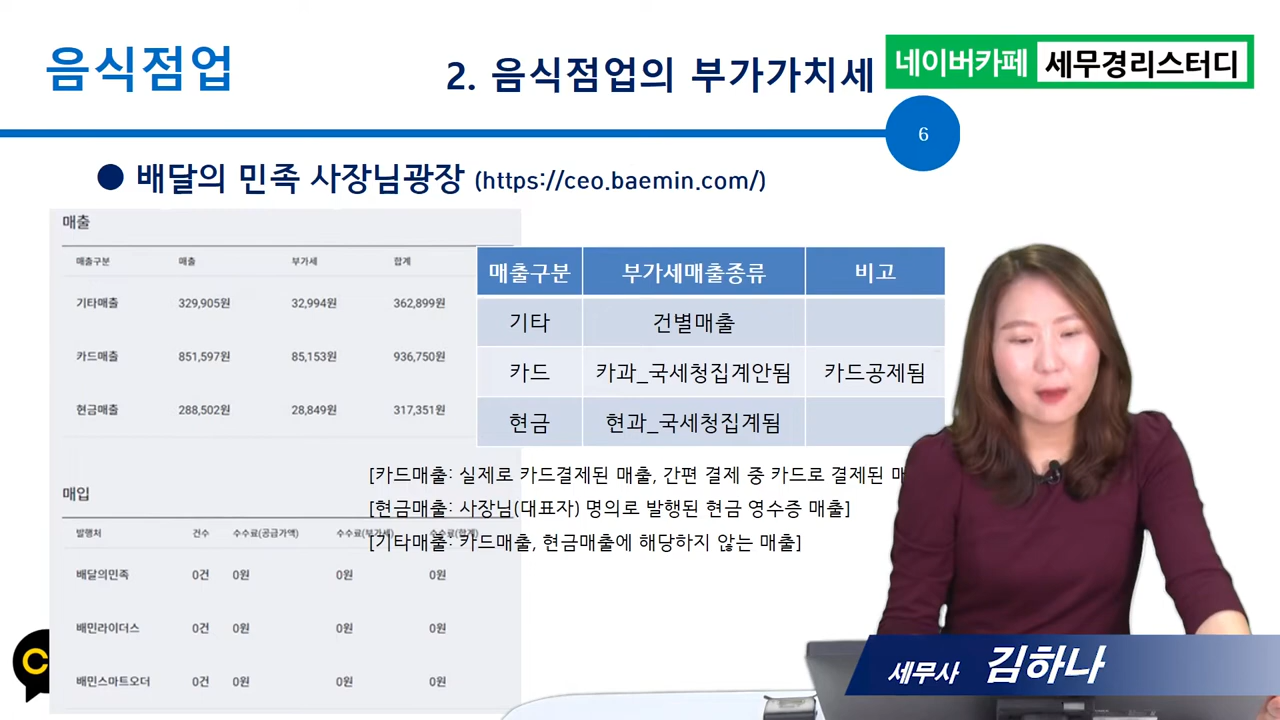 음식점업
2. 음식점업의 부가가치세
네이버카페 세무경리스터디
6
● 배달의 민족 사장님광장 (https://ceo.baemin.com/)
매출
매출구분 매출 부가세 합계
기타매출 329,905원 32,994원 362,899원
카드매출 851,597원 85,153원 936,750원
현금매출 288,502원 28,849원 317,351원
매출구분 부가세매출종류 비고
기타 건별매출
카드 카과_국세청집계안됨 카드공제됨
현금 현과_국세청집계됨
[카드매출: 실제로 카드결제된 매출, 간편 결제 중 카드로 결제된
[현금매출: 사장님(대표자) 명의로 발행된 현금 영수증 매출]
[기타매출: 카드매출, 현금매출에 해당하지 않는 매출]
매입
발행처 건수 수수료(공급가액) 수수료(부가세) 수수료(합계)
배달의민족 0건 0원 0원 0원
배민라이더스 0건 0원 0원 0원
배민스마트오더 0건 0원 0원 0원
세무사 김하나